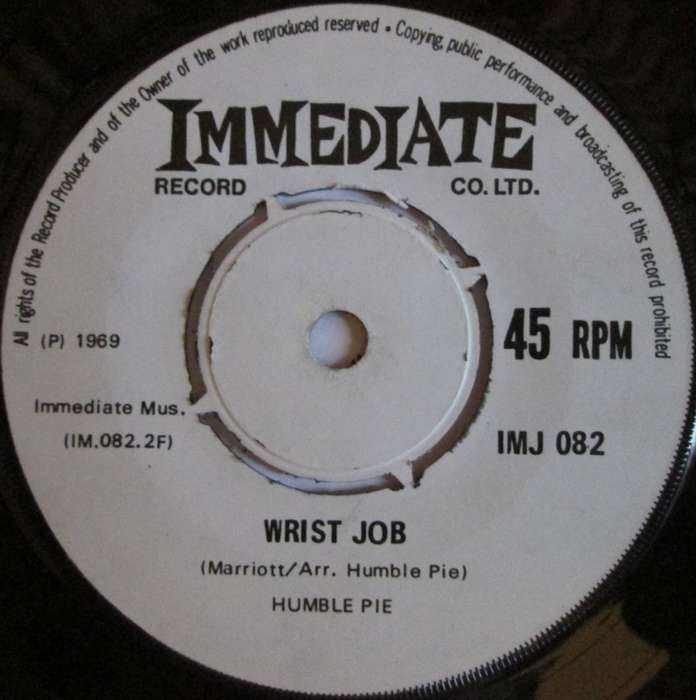 All rights of the Record Producer and of the Owner of the work reproduced reserved • Copying, public performance and broadcasting of this record prohibited
IMMEDIATE
RECORD CO. LTD.
(P) 1969
45 RPM
Immediate Mus.
(IM.082.2F)
IMJ 082
WRIST JOB
(Marriott/Arr. Humble Pie)
HUMBLE PIE